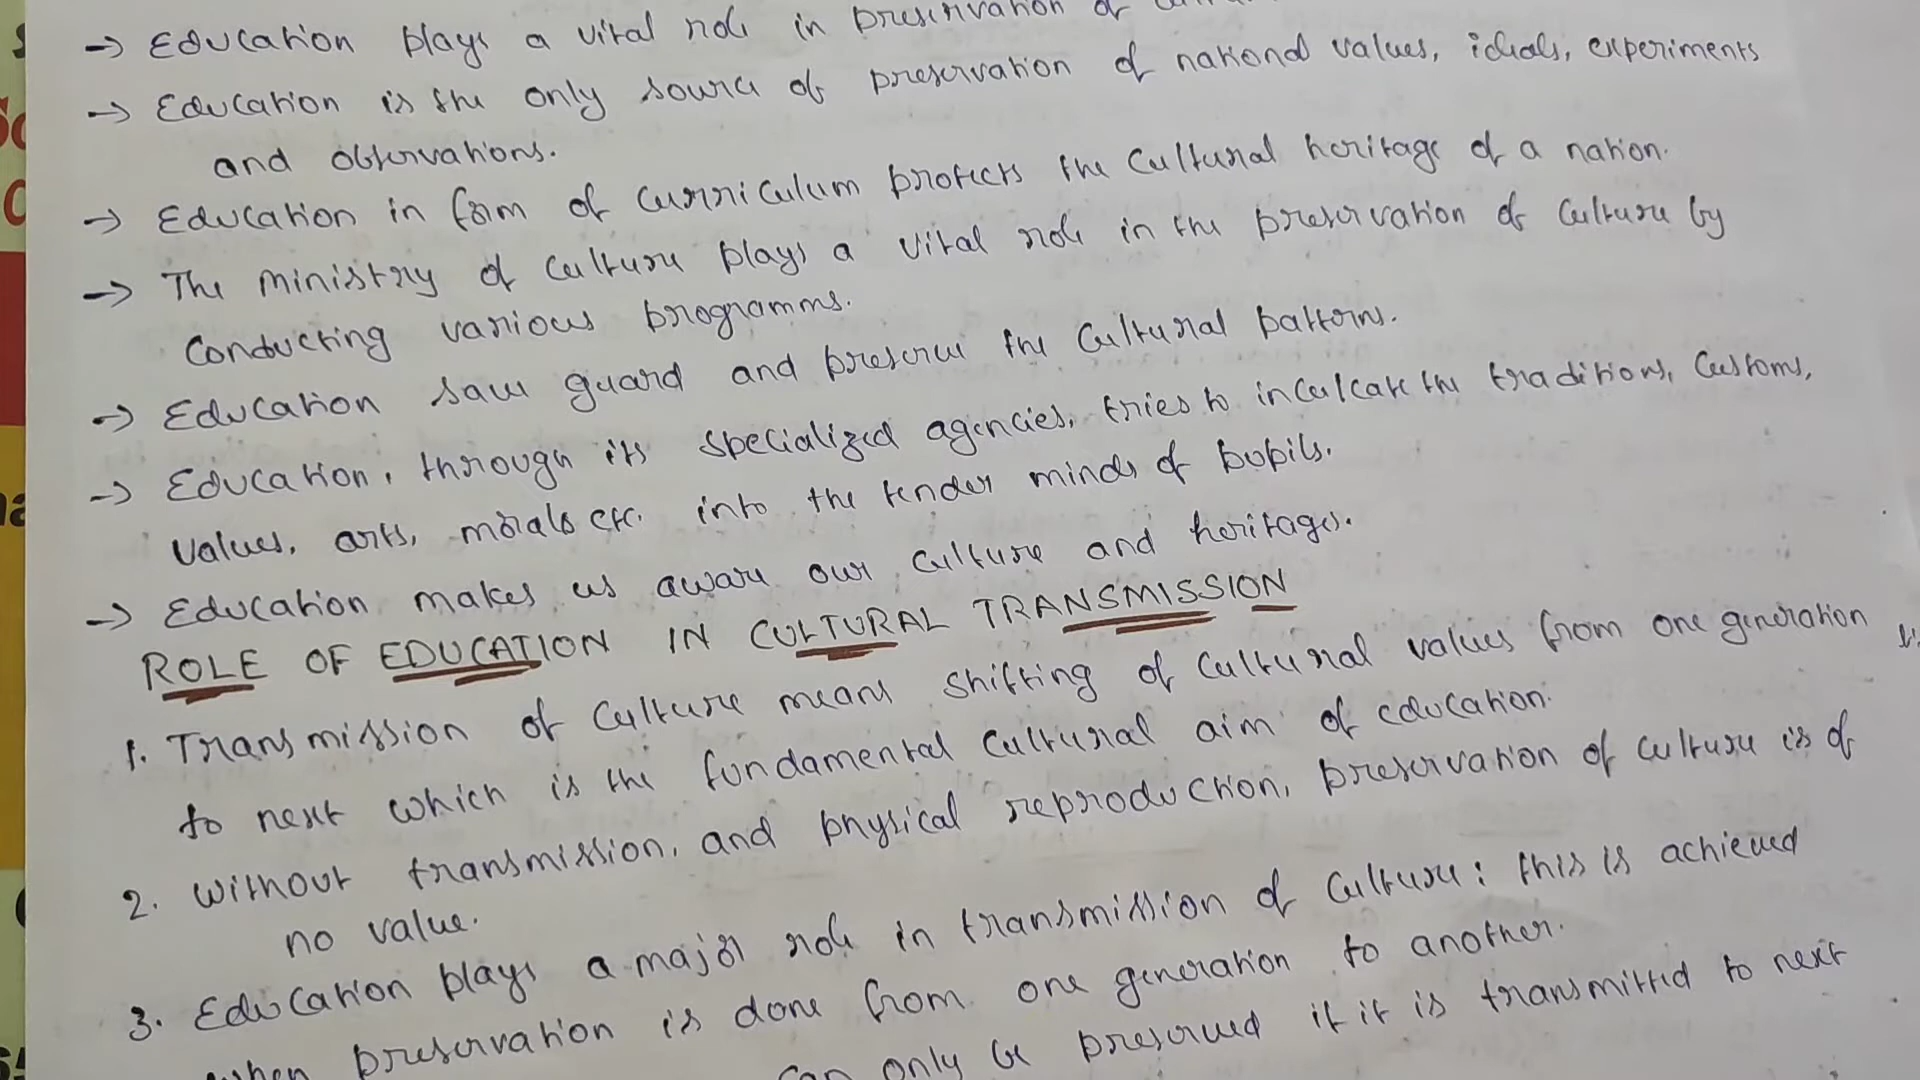 → Education plays a vital role in preservation of
→ Education is the only source of preservation of national values, ideals, experiments
and observations.
→ Education in form of curriculum protects the cultural heritage of a nation.
→ The ministry of culture plays a vital role in the preservation of culture by
conducting various programms.
→ Education save guard and preserve the cultural patterns.
→ Education, through its specialized agencies, tries to inculcate the traditions, customs,
values, arts, morals etc. into the tender minds of pupils.
→ Education makes us aware our culture and heritages.
ROLE OF EDUCATION IN CULTURAL TRANSMISSION
1. Transmission of culture means shifting of cultural values from one generation
to next which is the fundamental cultural aim of education.
2. Without transmission, and physical reproduction, preservation of culture is of
no value.
3. Education plays a major role in transmission of culture: this is achieved
when preservation is done from one generation to another.
can only be preserved if it is transmitted to next